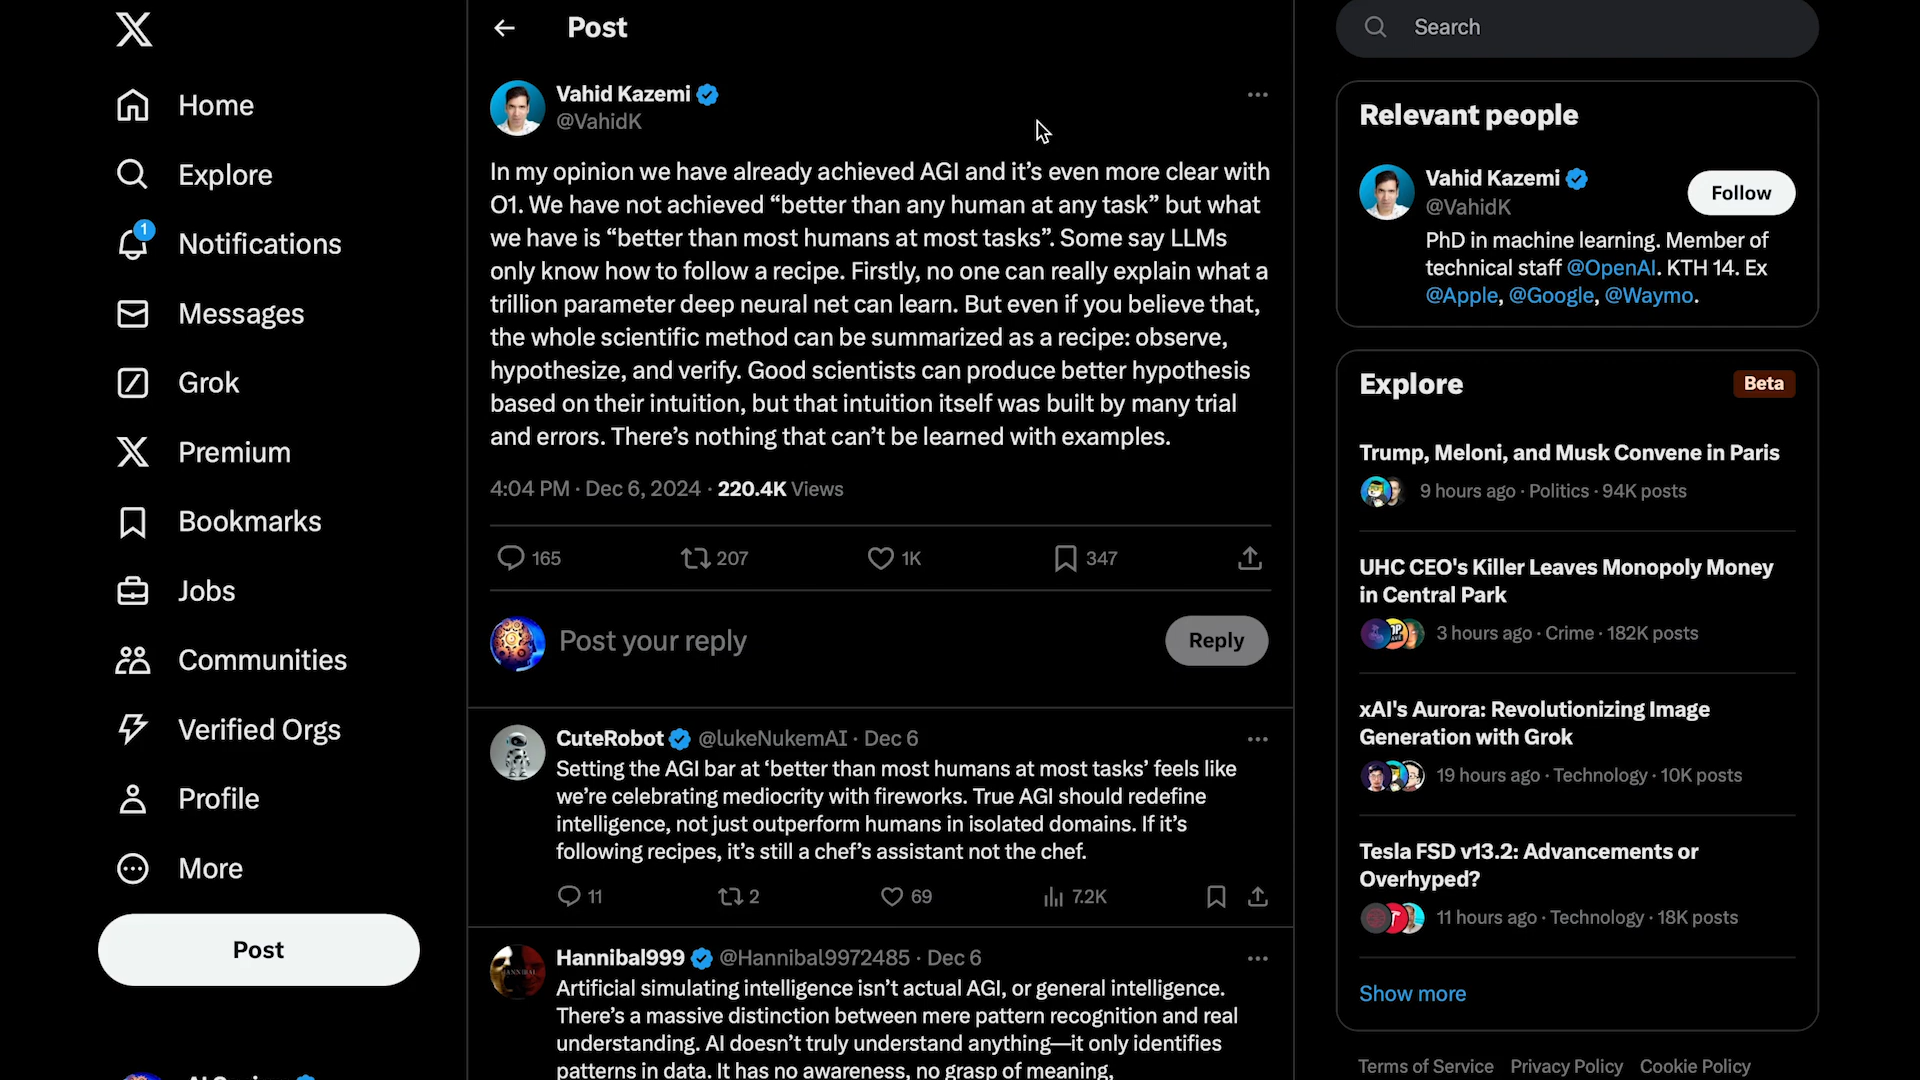 Home
Explore
1
Notifications
Messages
Grok
Premium
Bookmarks
Jobs
Communities
Verified Orgs
Profile
More
Post
Post
Vahid Kazemi
@VahidK
In my opinion we have already achieved AGI and it’s even more clear with
O1. We have not achieved “better than any human at any task” but what
we have is “better than most humans at most tasks”. Some say LLMs
only know how to follow a recipe. Firstly, no one can really explain what a
trillion parameter deep neural net can learn. But even if you believe that,
the whole scientific method can be summarized as a recipe: observe,
hypothesize, and verify. Good scientists can produce better hypothesis
based on their intuition, but that intuition itself was built by many trial
and errors. There’s nothing that can’t be learned with examples.
4:04 PM · Dec 6, 2024 · 220.4K Views
165 207 1K 347
Post your reply Reply
CuteRobot @lukeNukemAI · Dec 6
Setting the AGI bar at ‘better than most humans at most tasks’ feels like
we’re celebrating mediocrity with fireworks. True AGI should redefine
intelligence, not just outperform humans in isolated domains. If it’s
following recipes, it’s still a chef’s assistant not the chef.
11 2 69 7.2K
Hannibal999 @Hannibal9972485 · Dec 6
Artificial simulating intelligence isn’t actual AGI, or general intelligence.
There’s a massive distinction between mere pattern recognition and real
understanding. AI doesn’t truly understand anything—it only identifies
patterns in data. It has no awareness, no grasp of meaning,
Search
Relevant people
Vahid Kazemi
@VahidK
Follow
PhD in machine learning. Member of
technical staff @OpenAI. KTH 14. Ex
@Apple, @Google, @Waymo.
Explore Beta
Trump, Meloni, and Musk Convene in Paris
9 hours ago · Politics · 94K posts
UHC CEO's Killer Leaves Monopoly Money
in Central Park
3 hours ago · Crime · 182K posts
xAI's Aurora: Revolutionizing Image
Generation with Grok
19 hours ago · Technology · 10K posts
Tesla FSD v13.2: Advancements or
Overhyped?
11 hours ago · Technology · 18K posts
Show more
Terms of Service Privacy Policy Cookie Policy